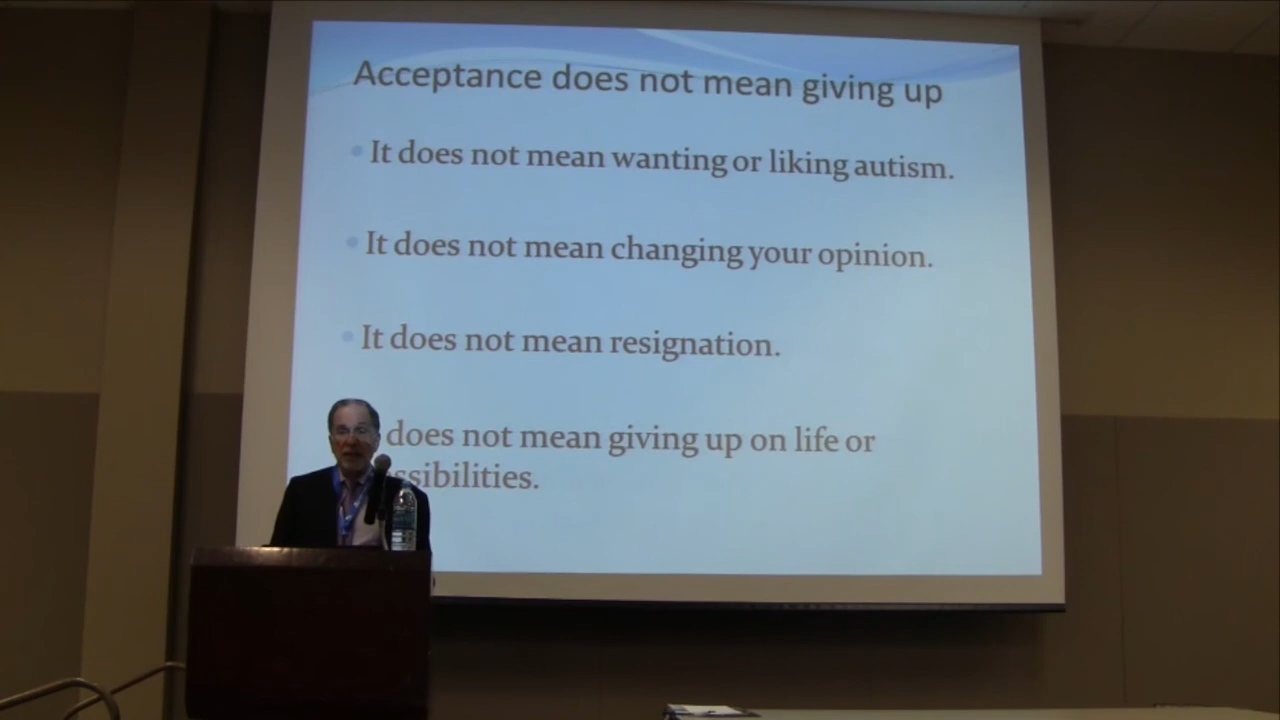 Acceptance does not mean giving up
It does not mean wanting or liking autism.
It does not mean changing your opinion.
It does not mean resignation.
does not mean giving up on life or
ssibilities.